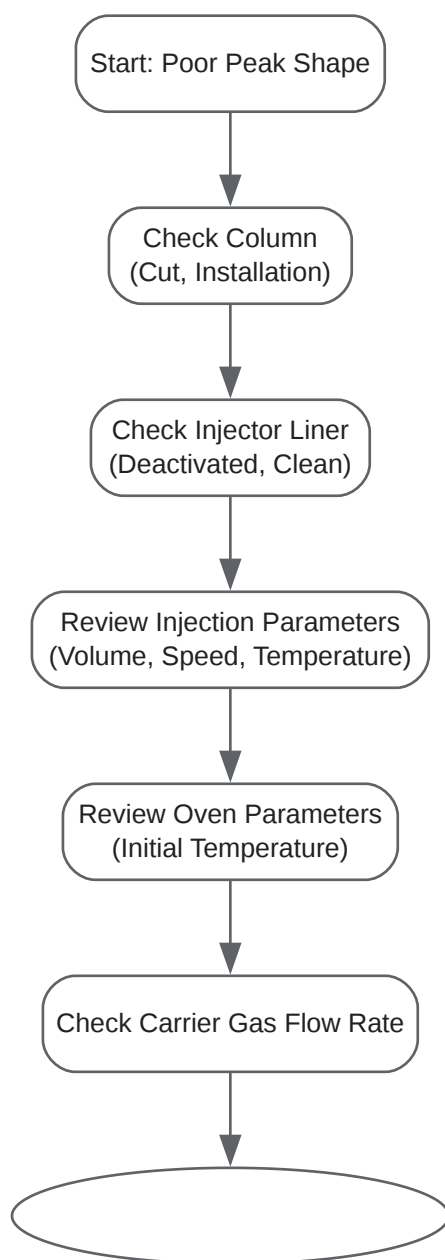 Start: Poor Peak Shape
Check Column
(Cut, Installation)
Check Injector Liner
(Deactivated, Clean)
Review Injection Parameters
(Volume, Speed, Temperature)
Review Oven Parameters
(Initial Temperature)
Check Carrier Gas Flow Rate